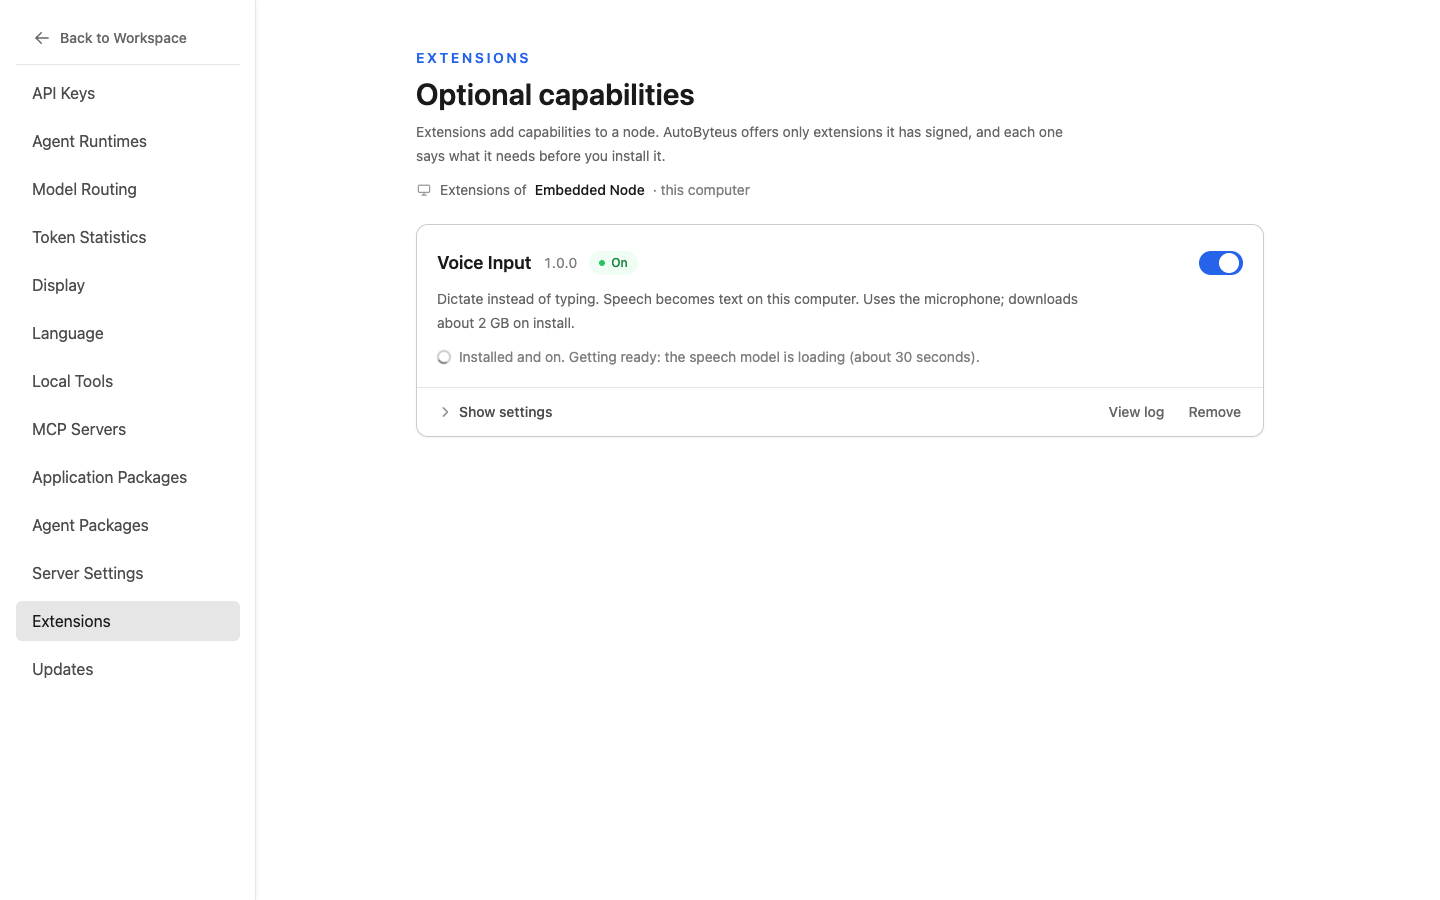 Back to Workspace
API Keys
Agent Runtimes
Model Routing
Token Statistics
Display
Language
Local Tools
MCP Servers
Application Packages
Agent Packages
Server Settings
Extensions
Updates
EXTENSIONS
Optional capabilities
Extensions add capabilities to a node. AutoByteus offers only extensions it has signed, and each one
says what it needs before you install it.
Extensions of Embedded Node · this computer
Voice Input 1.0.0 On
Dictate instead of typing. Speech becomes text on this computer. Uses the microphone; downloads
about 2 GB on install.
Installed and on. Getting ready: the speech model is loading (about 30 seconds).
Show settings View log Remove